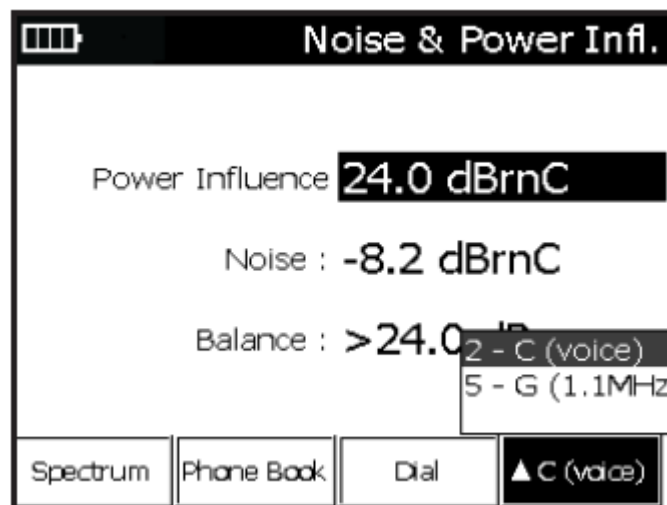 Noise & Power Infl.
Power Influence 24.0 dBrnC
Noise : -8.2 dBrnC
Balance : >24.0
2 - C (voice)
5 - G (1.1MHz
Spectrum Phone Book Dial ▲ C (voice)